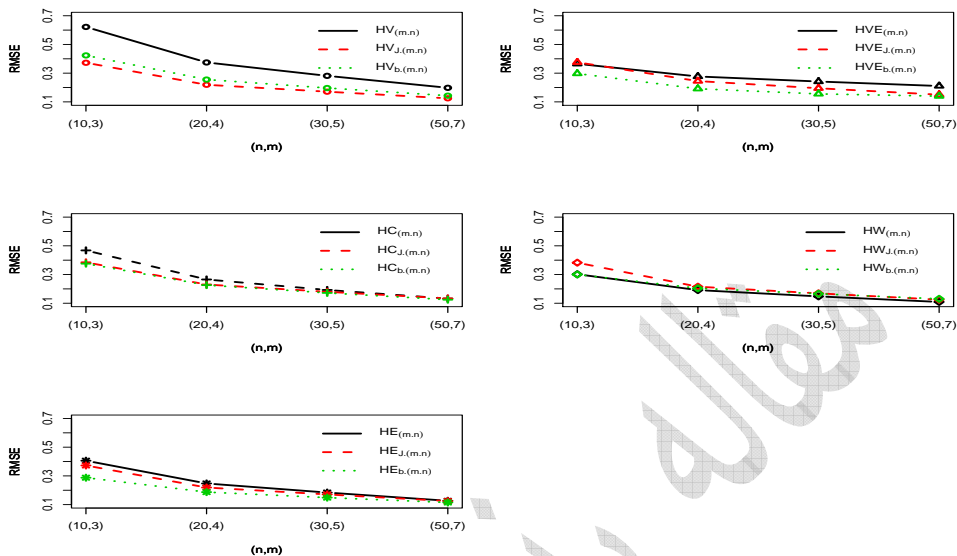 0.7
0.5
0.3
0.1
RMSE
HV(m.n)
HVJ.(m.n)
HVb.(m.n)
(10,3) (20,4) (30,5) (50,7)
(n,m)
0.7
0.5
0.3
0.1
RMSE
HVE(m.n)
HVEJ.(m.n)
HVEb.(m.n)
(10,3) (20,4) (30,5) (50,7)
(n,m)
0.7
0.5
0.3
0.1
RMSE
HC(m.n)
HCJ.(m.n)
HCb.(m.n)
(10,3) (20,4) (30,5) (50,7)
(n,m)
0.7
0.5
0.3
0.1
RMSE
HW(m.n)
HWJ.(m.n)
HWb.(m.n)
(10,3) (20,4) (30,5) (50,7)
(n,m)
0.7
0.5
0.3
0.1
RMSE
HE(m.n)
HEJ.(m.n)
HEb.(m.n)
(10,3) (20,4) (30,5) (50,7)
(n,m)
مقاله